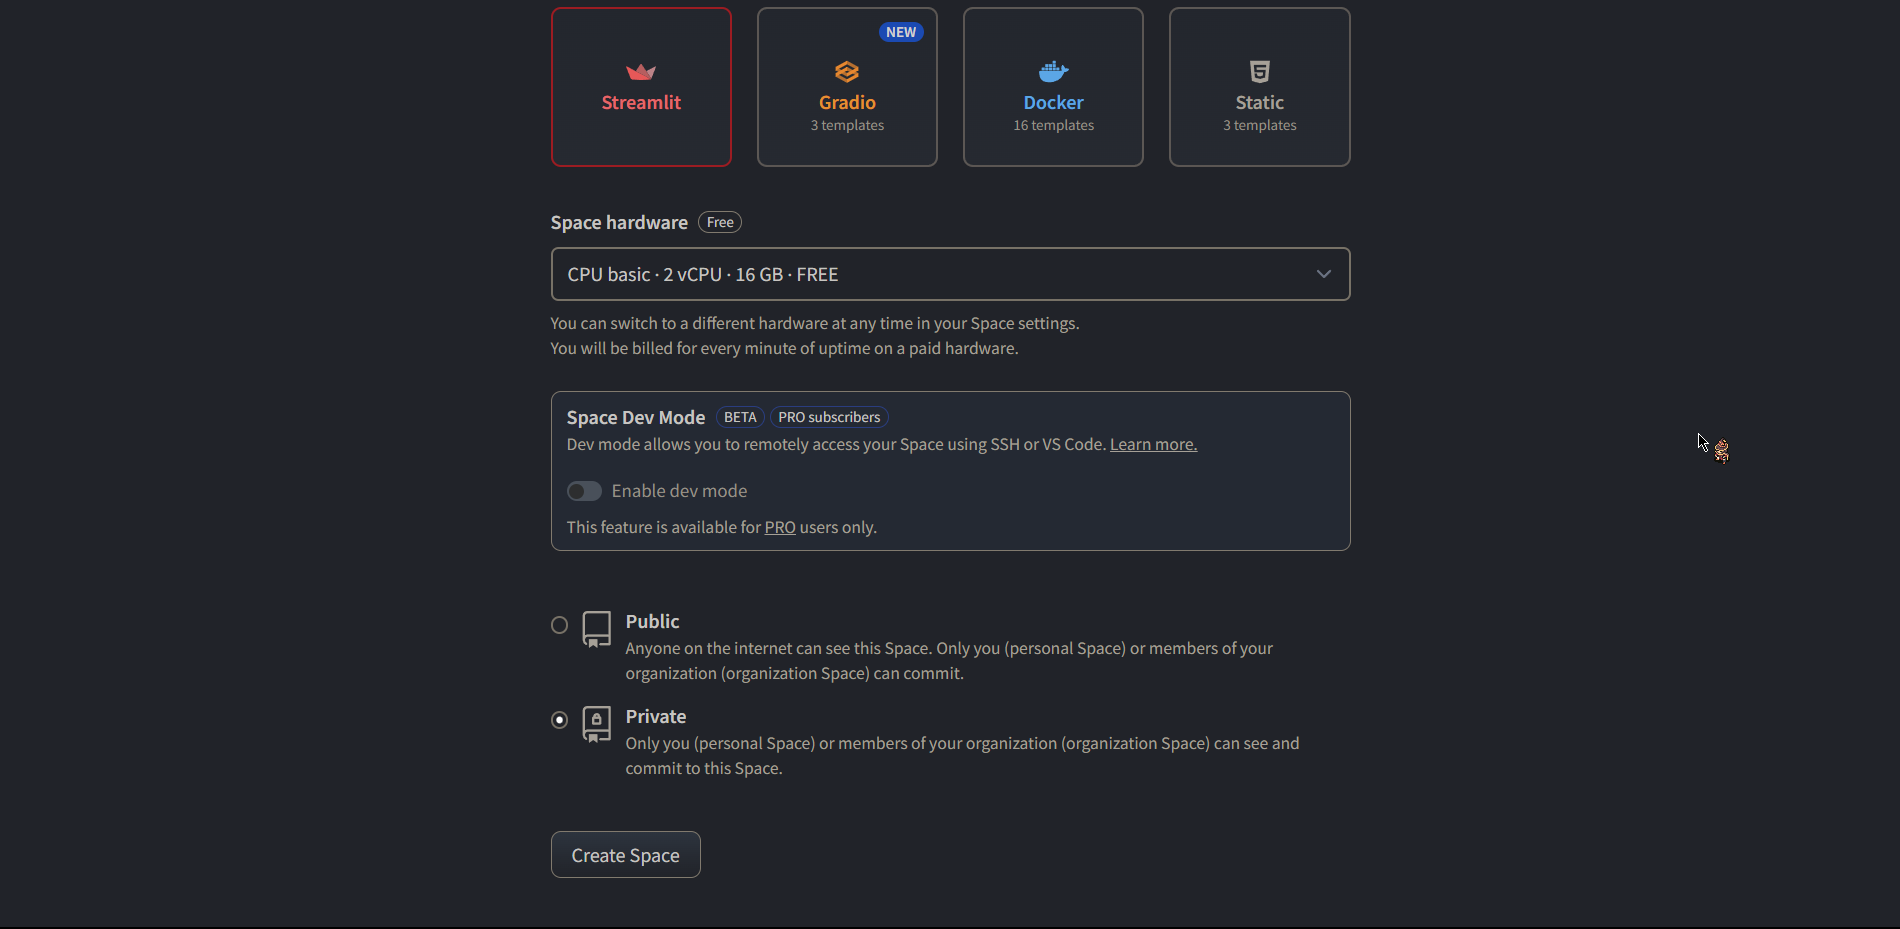 NEW
Streamlit
Gradio
3 templates
Docker
16 templates
Static
3 templates
Space hardware Free
CPU basic · 2 vCPU · 16 GB · FREE
You can switch to a different hardware at any time in your Space settings.
You will be billed for every minute of uptime on a paid hardware.
Space Dev Mode BETA PRO subscribers
Dev mode allows you to remotely access your Space using SSH or VS Code. Learn more.
Enable dev mode
This feature is available for PRO users only.
Public
Anyone on the internet can see this Space. Only you (personal Space) or members of your
organization (organization Space) can commit.
Private
Only you (personal Space) or members of your organization (organization Space) can see and
commit to this Space.
Create Space